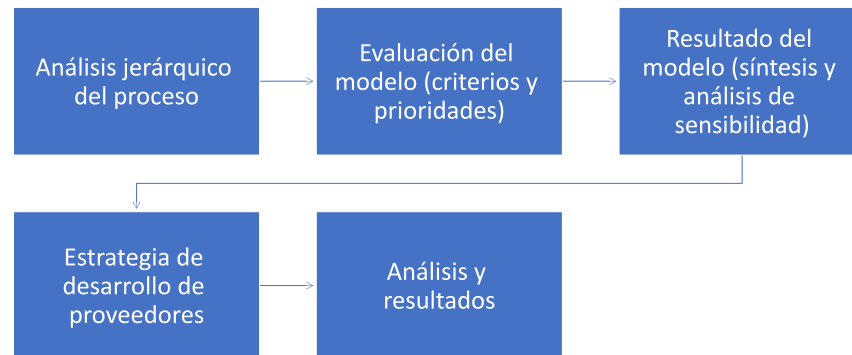 Análisis jerárquico
del proceso
Evaluación del
modelo (criterios y
prioridades)
Resultado del
modelo (síntesis y
análisis de
sensibilidad)
Estrategia de
desarrollo de
proveedores
Análisis y
resultados